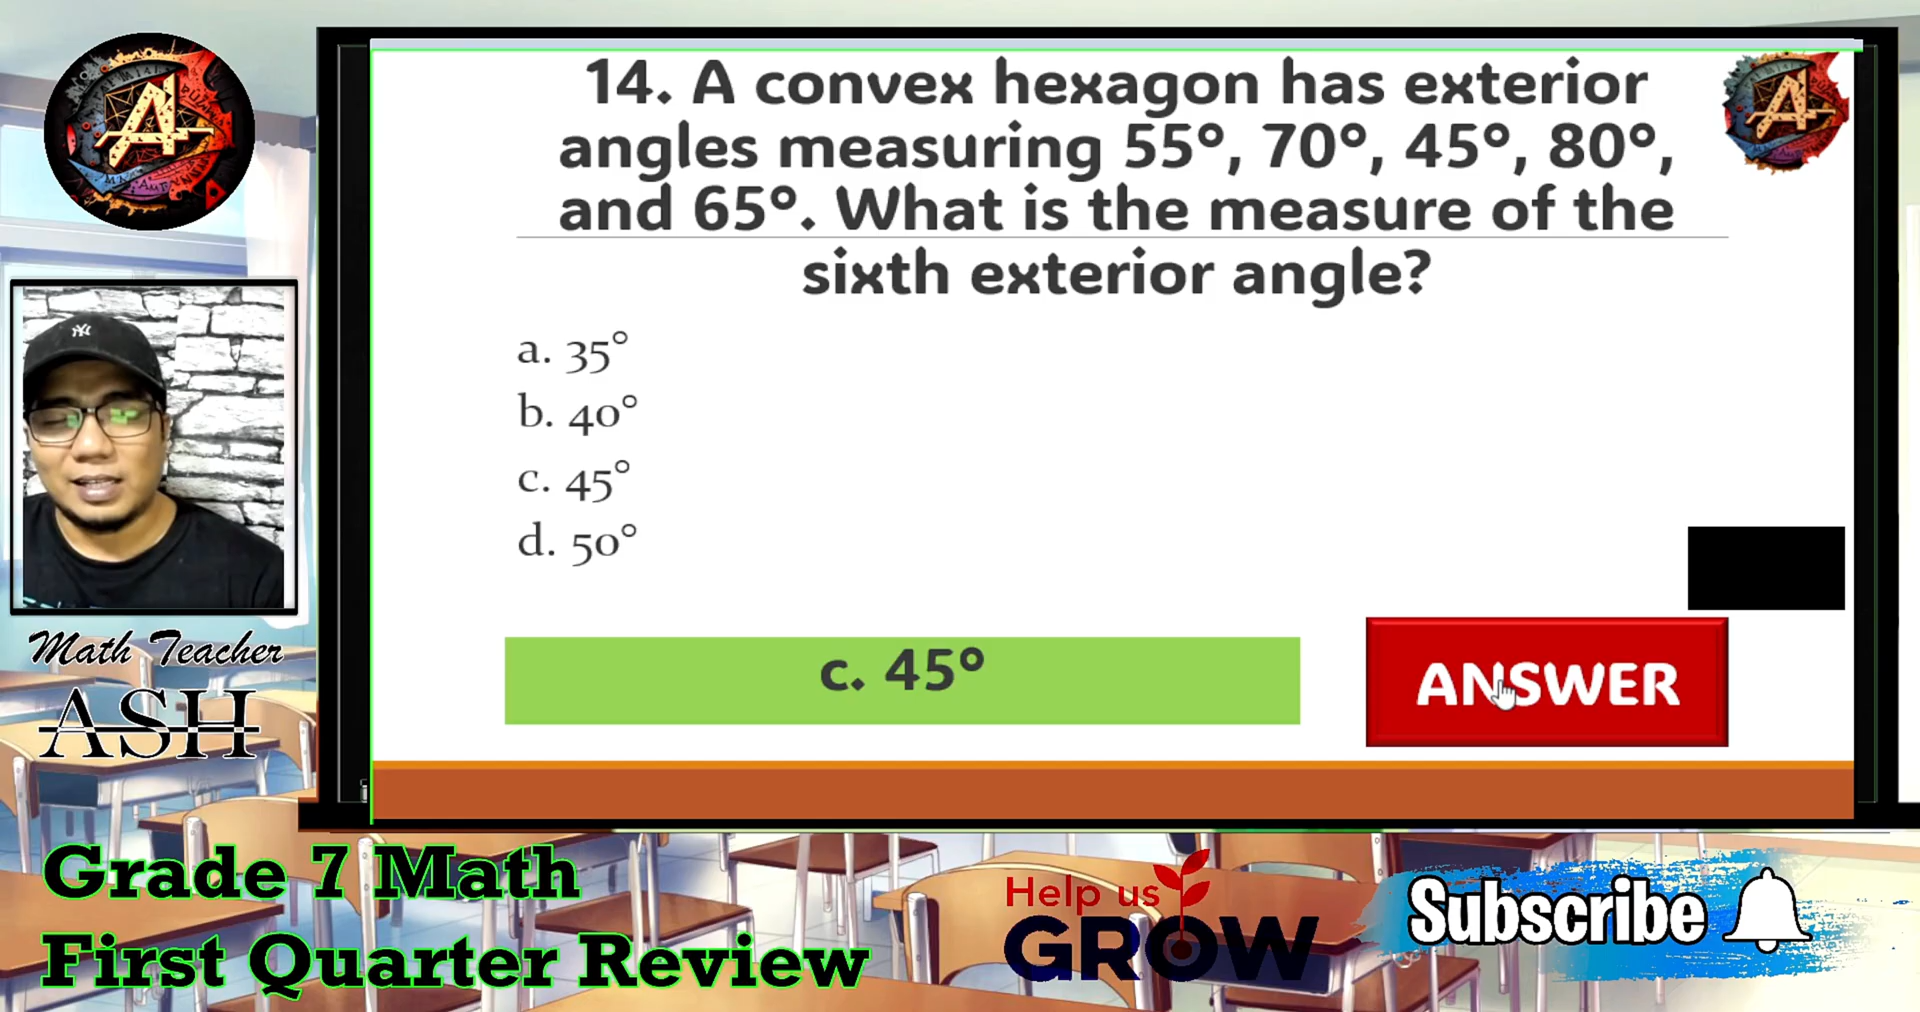 14. A convex hexagon has exterior
angles measuring 55°, 70°, 45°, 80°,
and 65°. What is the measure of the
sixth exterior angle?
a. 35°
b. 40°
c. 45°
d. 50°
c. 45°
ANSWER
Math Teacher
ASH
Grade 7 Math
First Quarter Review
Help us
GROW
Subscribe